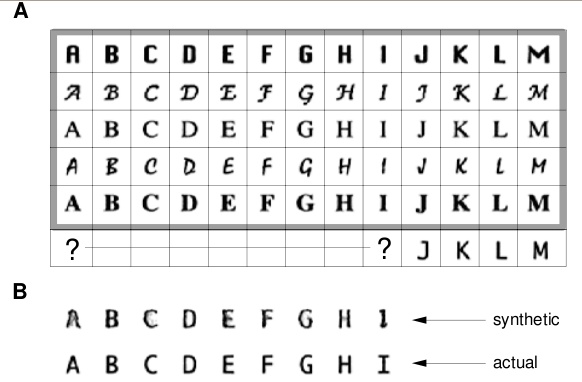 A
A B C D E F G H I J K L M
A B C D E F G H I J K L M
A B C D E F G H I J K L M
A B C D E F G H I J K L M
A B C D E F G H I J K L M
? ? J K L M
B
A B C D E F G H l synthetic
A B C D E F G H I actual